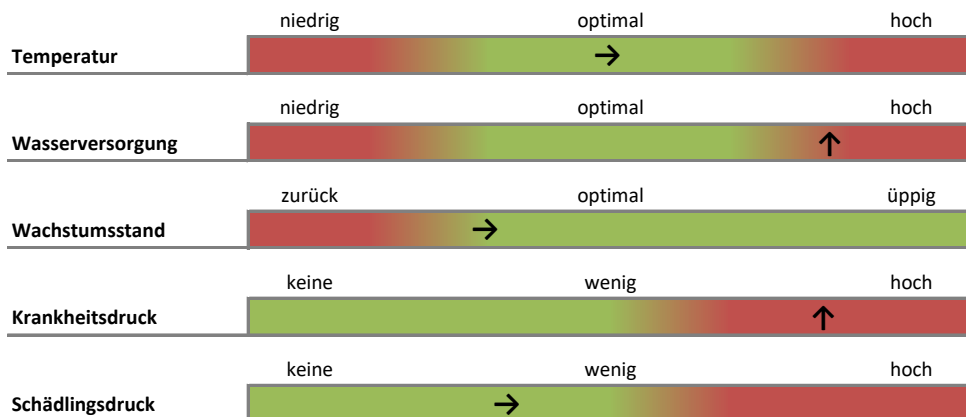 niedrig optimal hoch
Temperatur →
niedrig optimal hoch
Wasserversorgung ↑
zurück optimal üppig
Wachstumsstand →
keine wenig hoch
Krankheitsdruck ↑
keine wenig hoch
Schädlingsdruck →